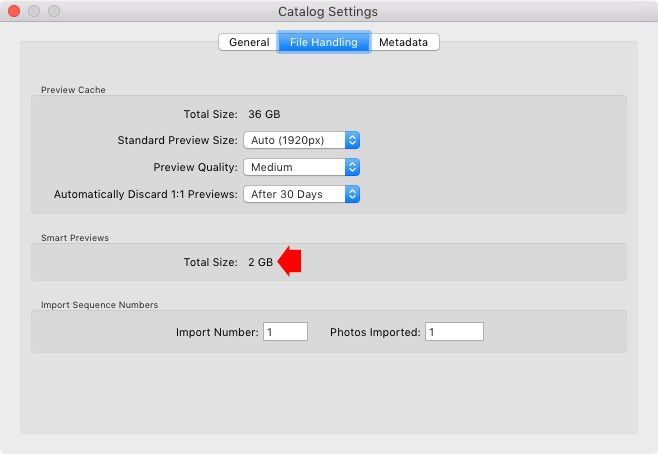 Catalog Settings
General File Handling Metadata
Preview Cache
Total Size: 36 GB
Standard Preview Size: Auto (1920px)
Preview Quality: Medium
Automatically Discard 1:1 Previews: After 30 Days
Smart Previews
Total Size: 2 GB
Import Sequence Numbers
Import Number: 1 Photos Imported: 1